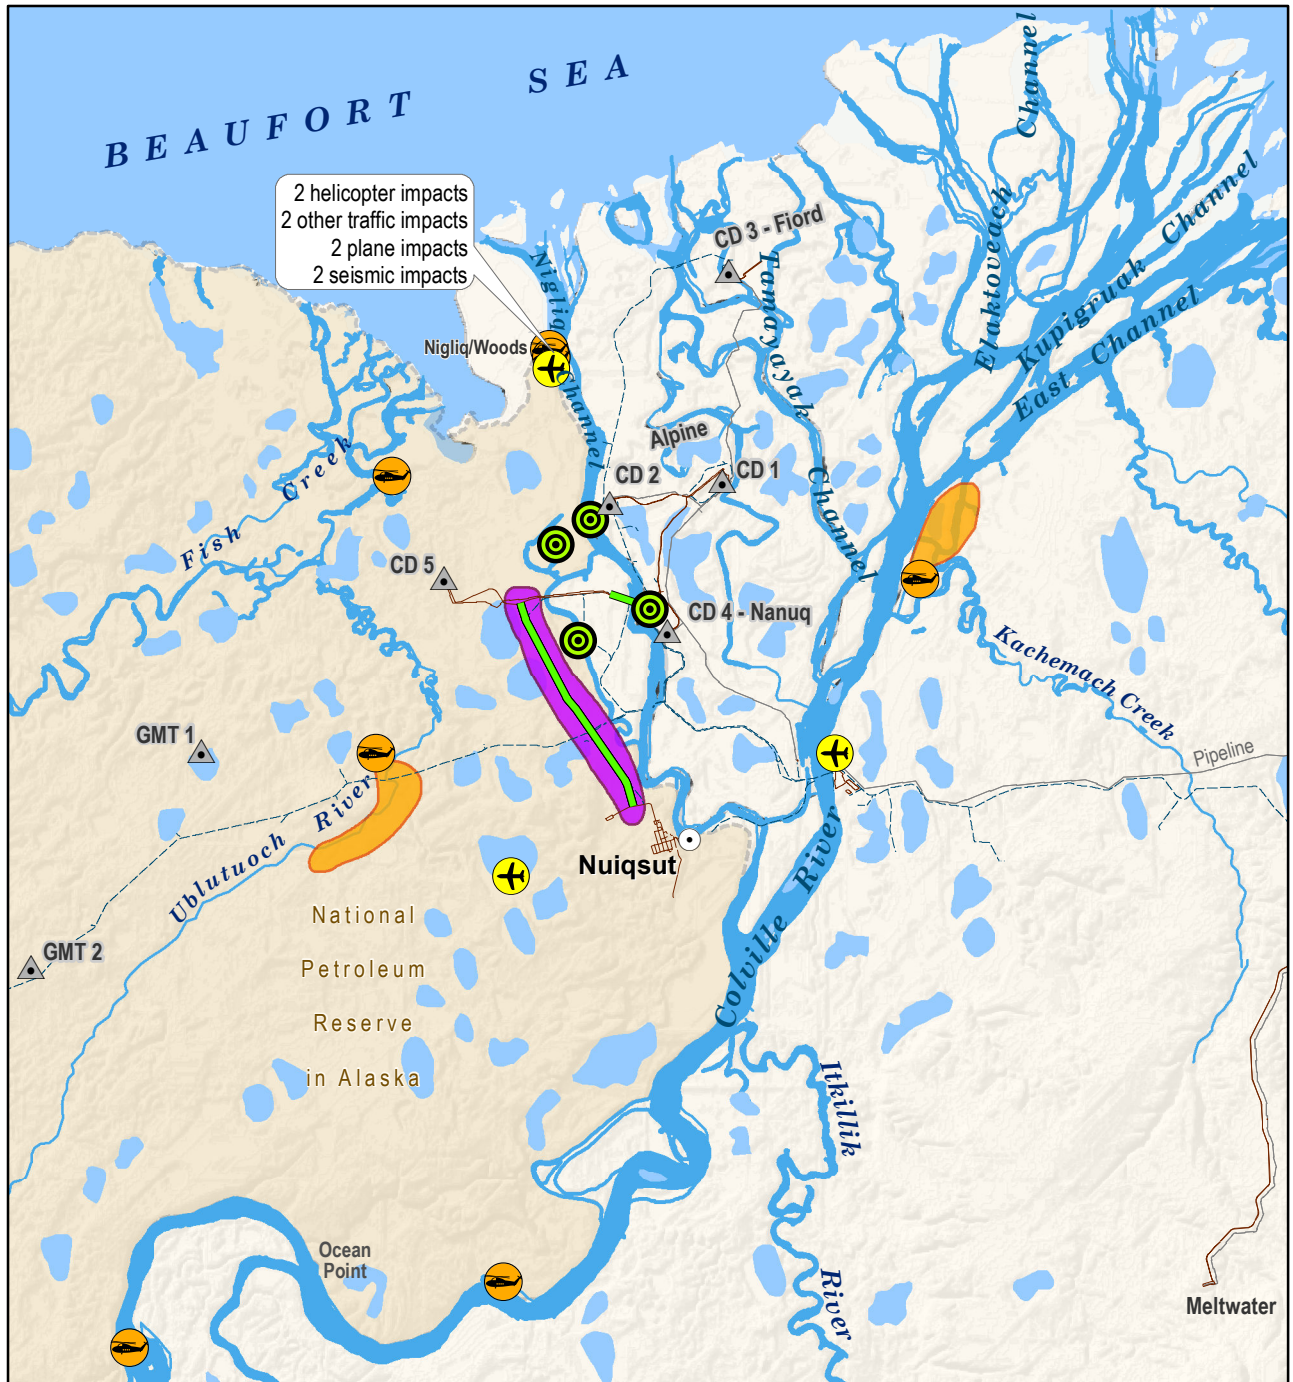 BEAUFORT SEA
2 helicopter impacts
2 other traffic impacts
2 plane impacts
2 seismic impacts
Nigliq/Woods
Nigliq Channel
CD 3 - Fiord
Tamayayak Channel
Elaktoveach Channel
Kupigruak Channel
East Channel
Alpine
CD 2
CD 1
Fish Creek
CD 5
CD 4 - Nanuq
Kachemach Creek
GMT 1
Pipeline
Ublutuoch River
Nuiqsut
Colville River
National
Petroleum
Reserve
in Alaska
GMT 2
Itkillik River
Ocean
Point
Meltwater